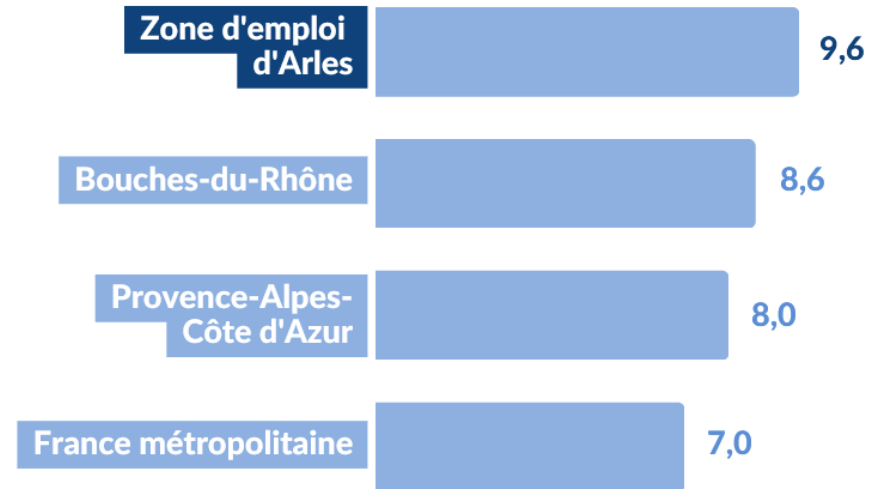 Zone d'emploi
d'Arles
9,6
Bouches-du-Rhône
8,6
Provence-Alpes-
Côte d'Azur
8,0
France métropolitaine
7,0